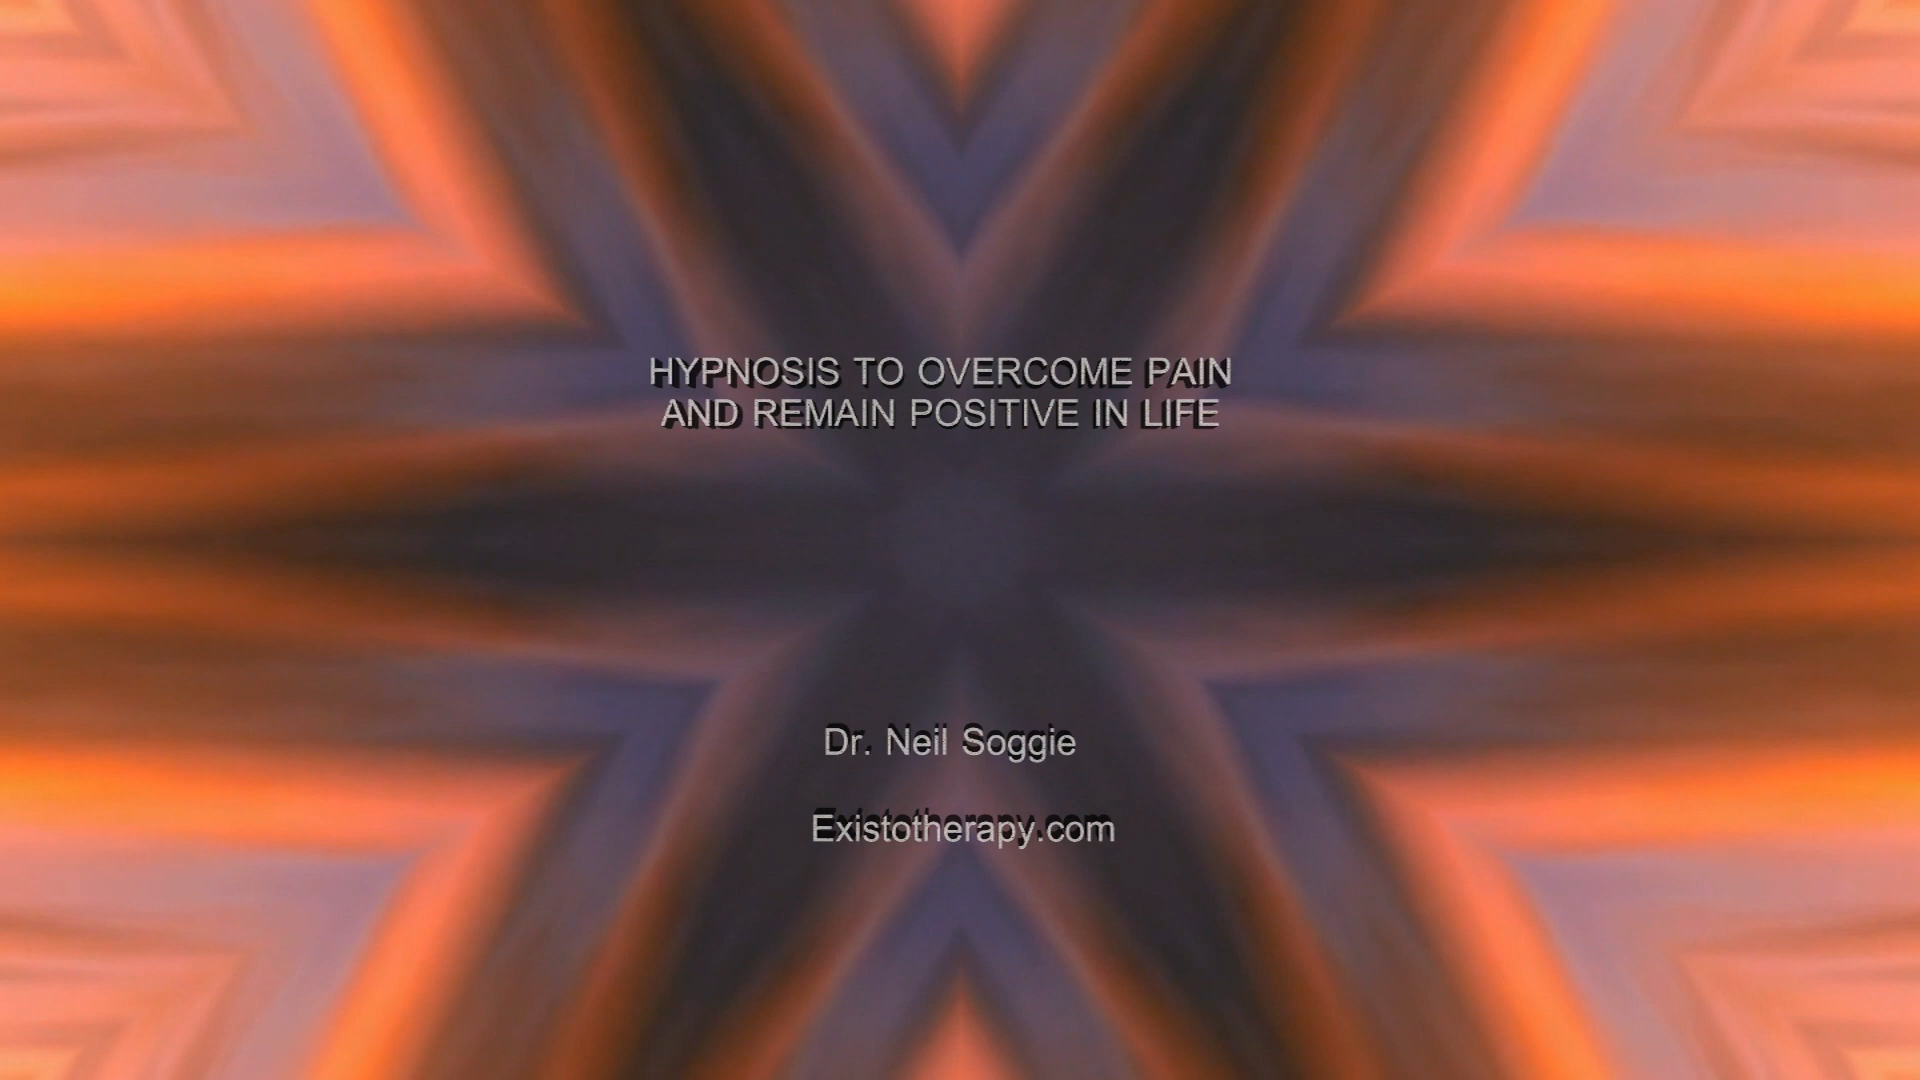 HYPNOSIS TO OVERCOME PAIN
AND REMAIN POSITIVE IN LIFE
Dr. Neil Soggie
Existotherapy.com